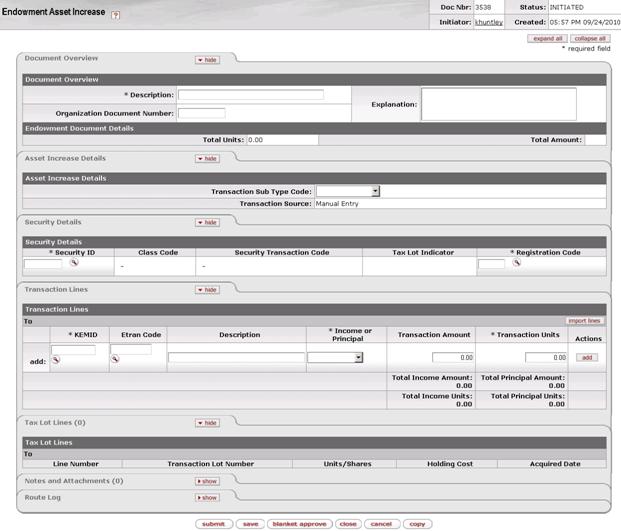 Endowment Asset Increase ?
Doc Nbr: 3538 Status: INITIATED
Initiator: khuntley Created: 05:57 PM 09/24/2010
expand all collapse all
* required field
Document Overview hide
Document Overview
* Description: Explanation:
Organization Document Number:
Endowment Document Details
Total Units: 0.00 Total Amount:
Asset Increase Details hide
Asset Increase Details
Transaction Sub Type Code:
Transaction Source: Manual Entry
Security Details hide
Security Details
* Security ID Class Code Security Transaction Code Tax Lot Indicator * Registration Code
- -
Transaction Lines hide
Transaction Lines
To import lines
* KEMID Etran Code Description * Income or Principal Transaction Amount * Transaction Units Actions
add: 0.00 0.00 add
Total Income Amount: 0.00 Total Principal Amount: 0.00
Total Income Units: 0.00 Total Principal Units: 0.00
Tax Lot Lines (0) hide
Tax Lot Lines
To
Line Number Transaction Lot Number Units/Shares Holding Cost Acquired Date
Notes and Attachments (0) show
Route Log show
submit save blanket approve close cancel copy